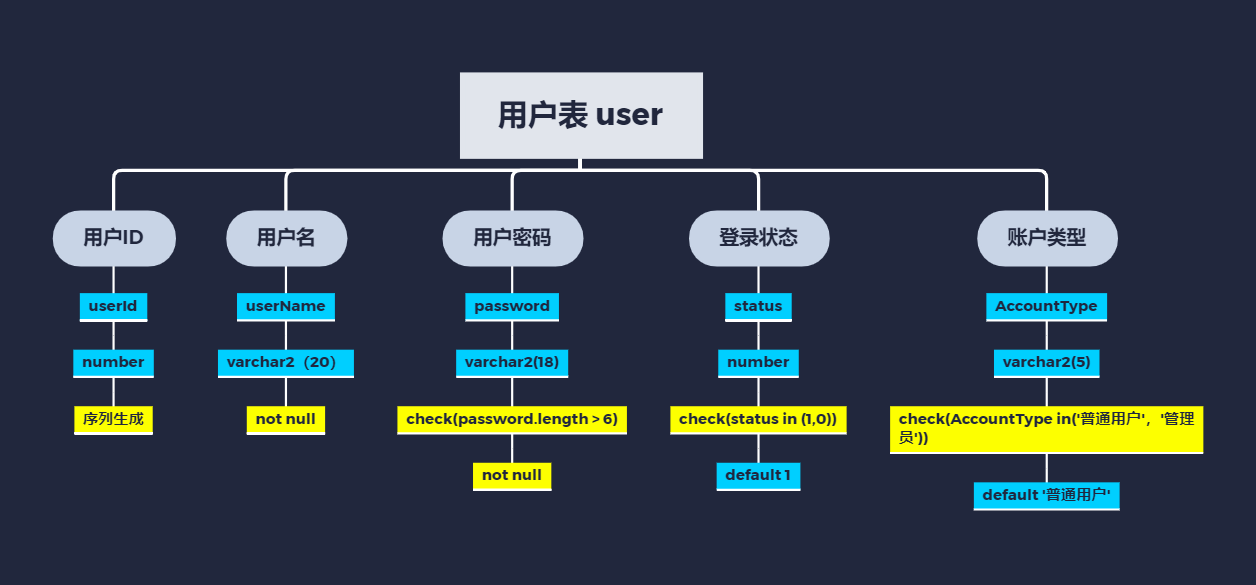 用户表 user
用户ID
用户名
用户密码
登录状态
账户类型
userId
userName
password
status
AccountType
number
varchar2（20）
varchar2(18)
number
varchar2(5)
序列生成
not null
check(password.length > 6)
check(status in (1,0))
check(AccountType in('普通用户'，'管理
员'))
not null
default 1
default '普通用户'